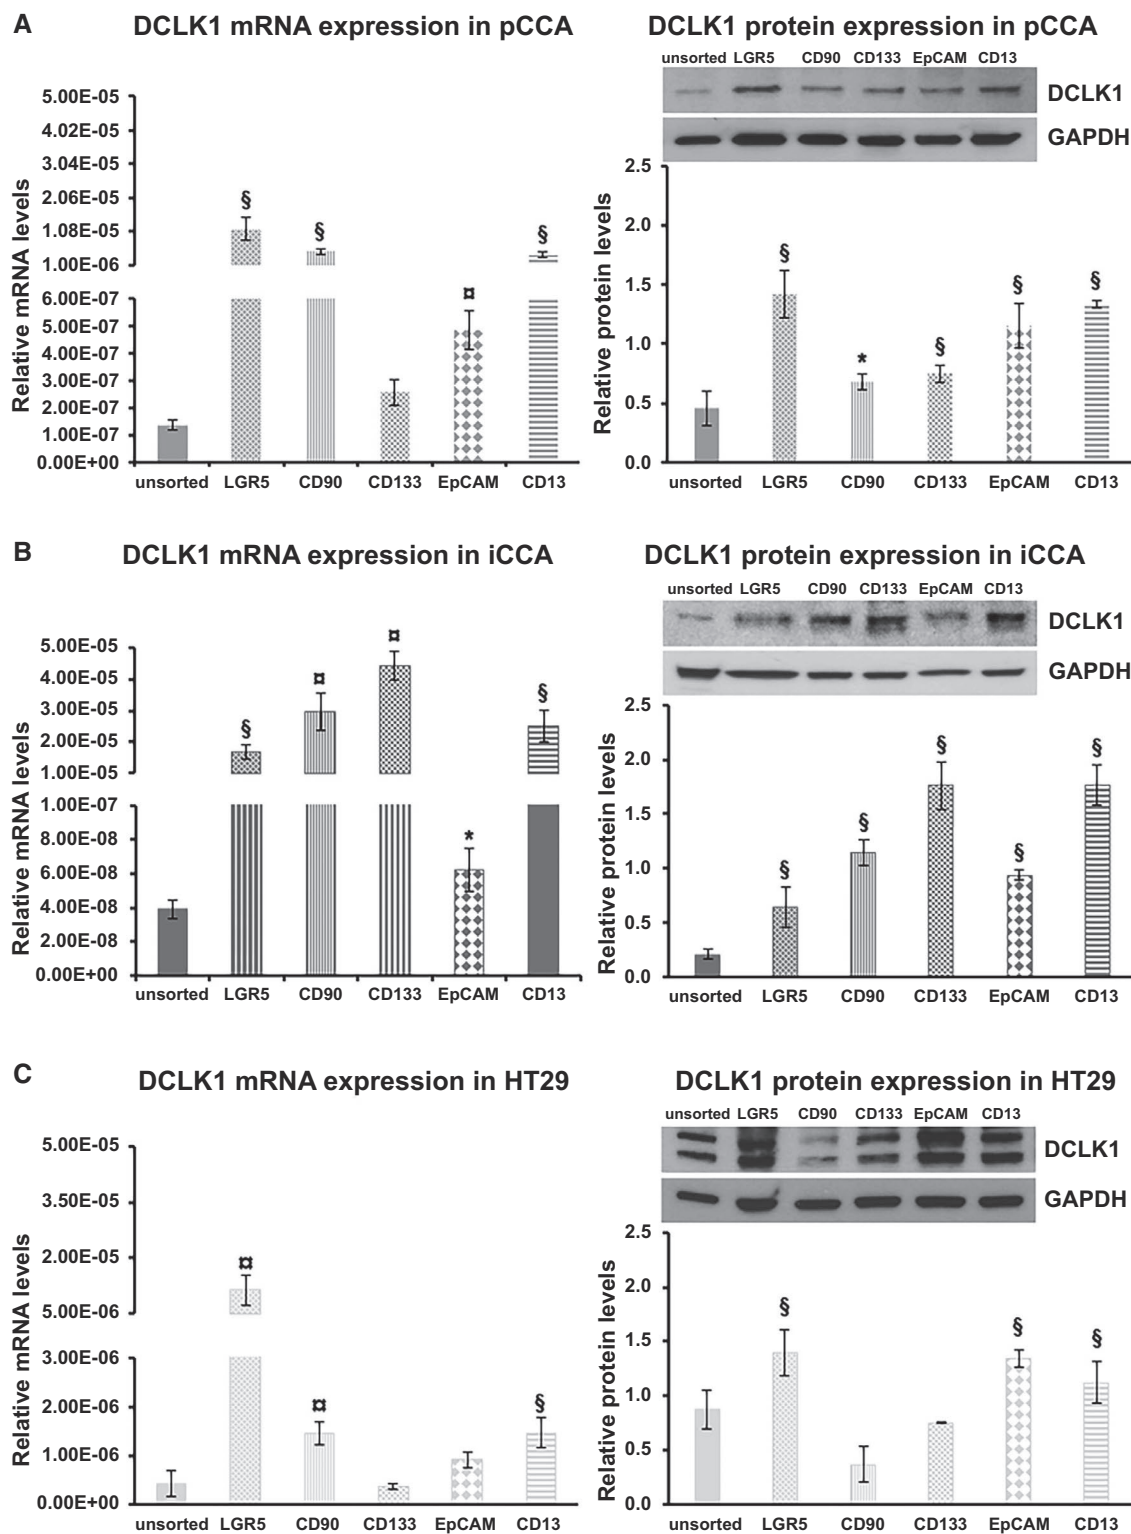 A
DCLK1 mRNA expression in pCCA
Relative mRNA levels
5.00E-05
4.02E-05
3.04E-05
2.06E-05
1.08E-05
1.00E-06
6.00E-07
5.00E-07
4.00E-07
3.00E-07
2.00E-07
1.00E-07
0.00E+00
§ § ¤ §
unsorted LGR5 CD90 CD133 EpCAM CD13
DCLK1 protein expression in pCCA
unsorted LGR5 CD90 CD133 EpCAM CD13
DCLK1
GAPDH
Relative protein levels
2.5
2.0
1.5
1.0
0.5
0.0
§ * § § §
unsorted LGR5 CD90 CD133 EpCAM CD13
B
DCLK1 mRNA expression in iCCA
Relative mRNA levels
5.00E-05
4.00E-05
3.00E-05
2.00E-05
1.00E-05
1.00E-07
8.00E-08
6.00E-08
4.00E-08
2.00E-08
0.00E+00
§ ¤ ¤ * §
unsorted LGR5 CD90 CD133 EpCAM CD13
DCLK1 protein expression in iCCA
unsorted LGR5 CD90 CD133 EpCAM CD13
DCLK1
GAPDH
Relative protein levels
2.5
2.0
1.5
1.0
0.5
0.0
§ § § § §
unsorted LGR5 CD90 CD133 EpCAM CD13
C
DCLK1 mRNA expression in HT29
Relative mRNA levels
5.00E-05
3.50E-05
2.00E-05
5.00E-06
3.00E-06
2.00E-06
1.00E-06
0.00E+00
¤ ¤ §
unsorted LGR5 CD90 CD133 EpCAM CD13
DCLK1 protein expression in HT29
unsorted LGR5 CD90 CD133 EpCAM CD13
DCLK1
GAPDH
Relative protein levels
2.5
2.0
1.5
1.0
0.5
0.0
§ § §
unsorted LGR5 CD90 CD133 EpCAM CD13